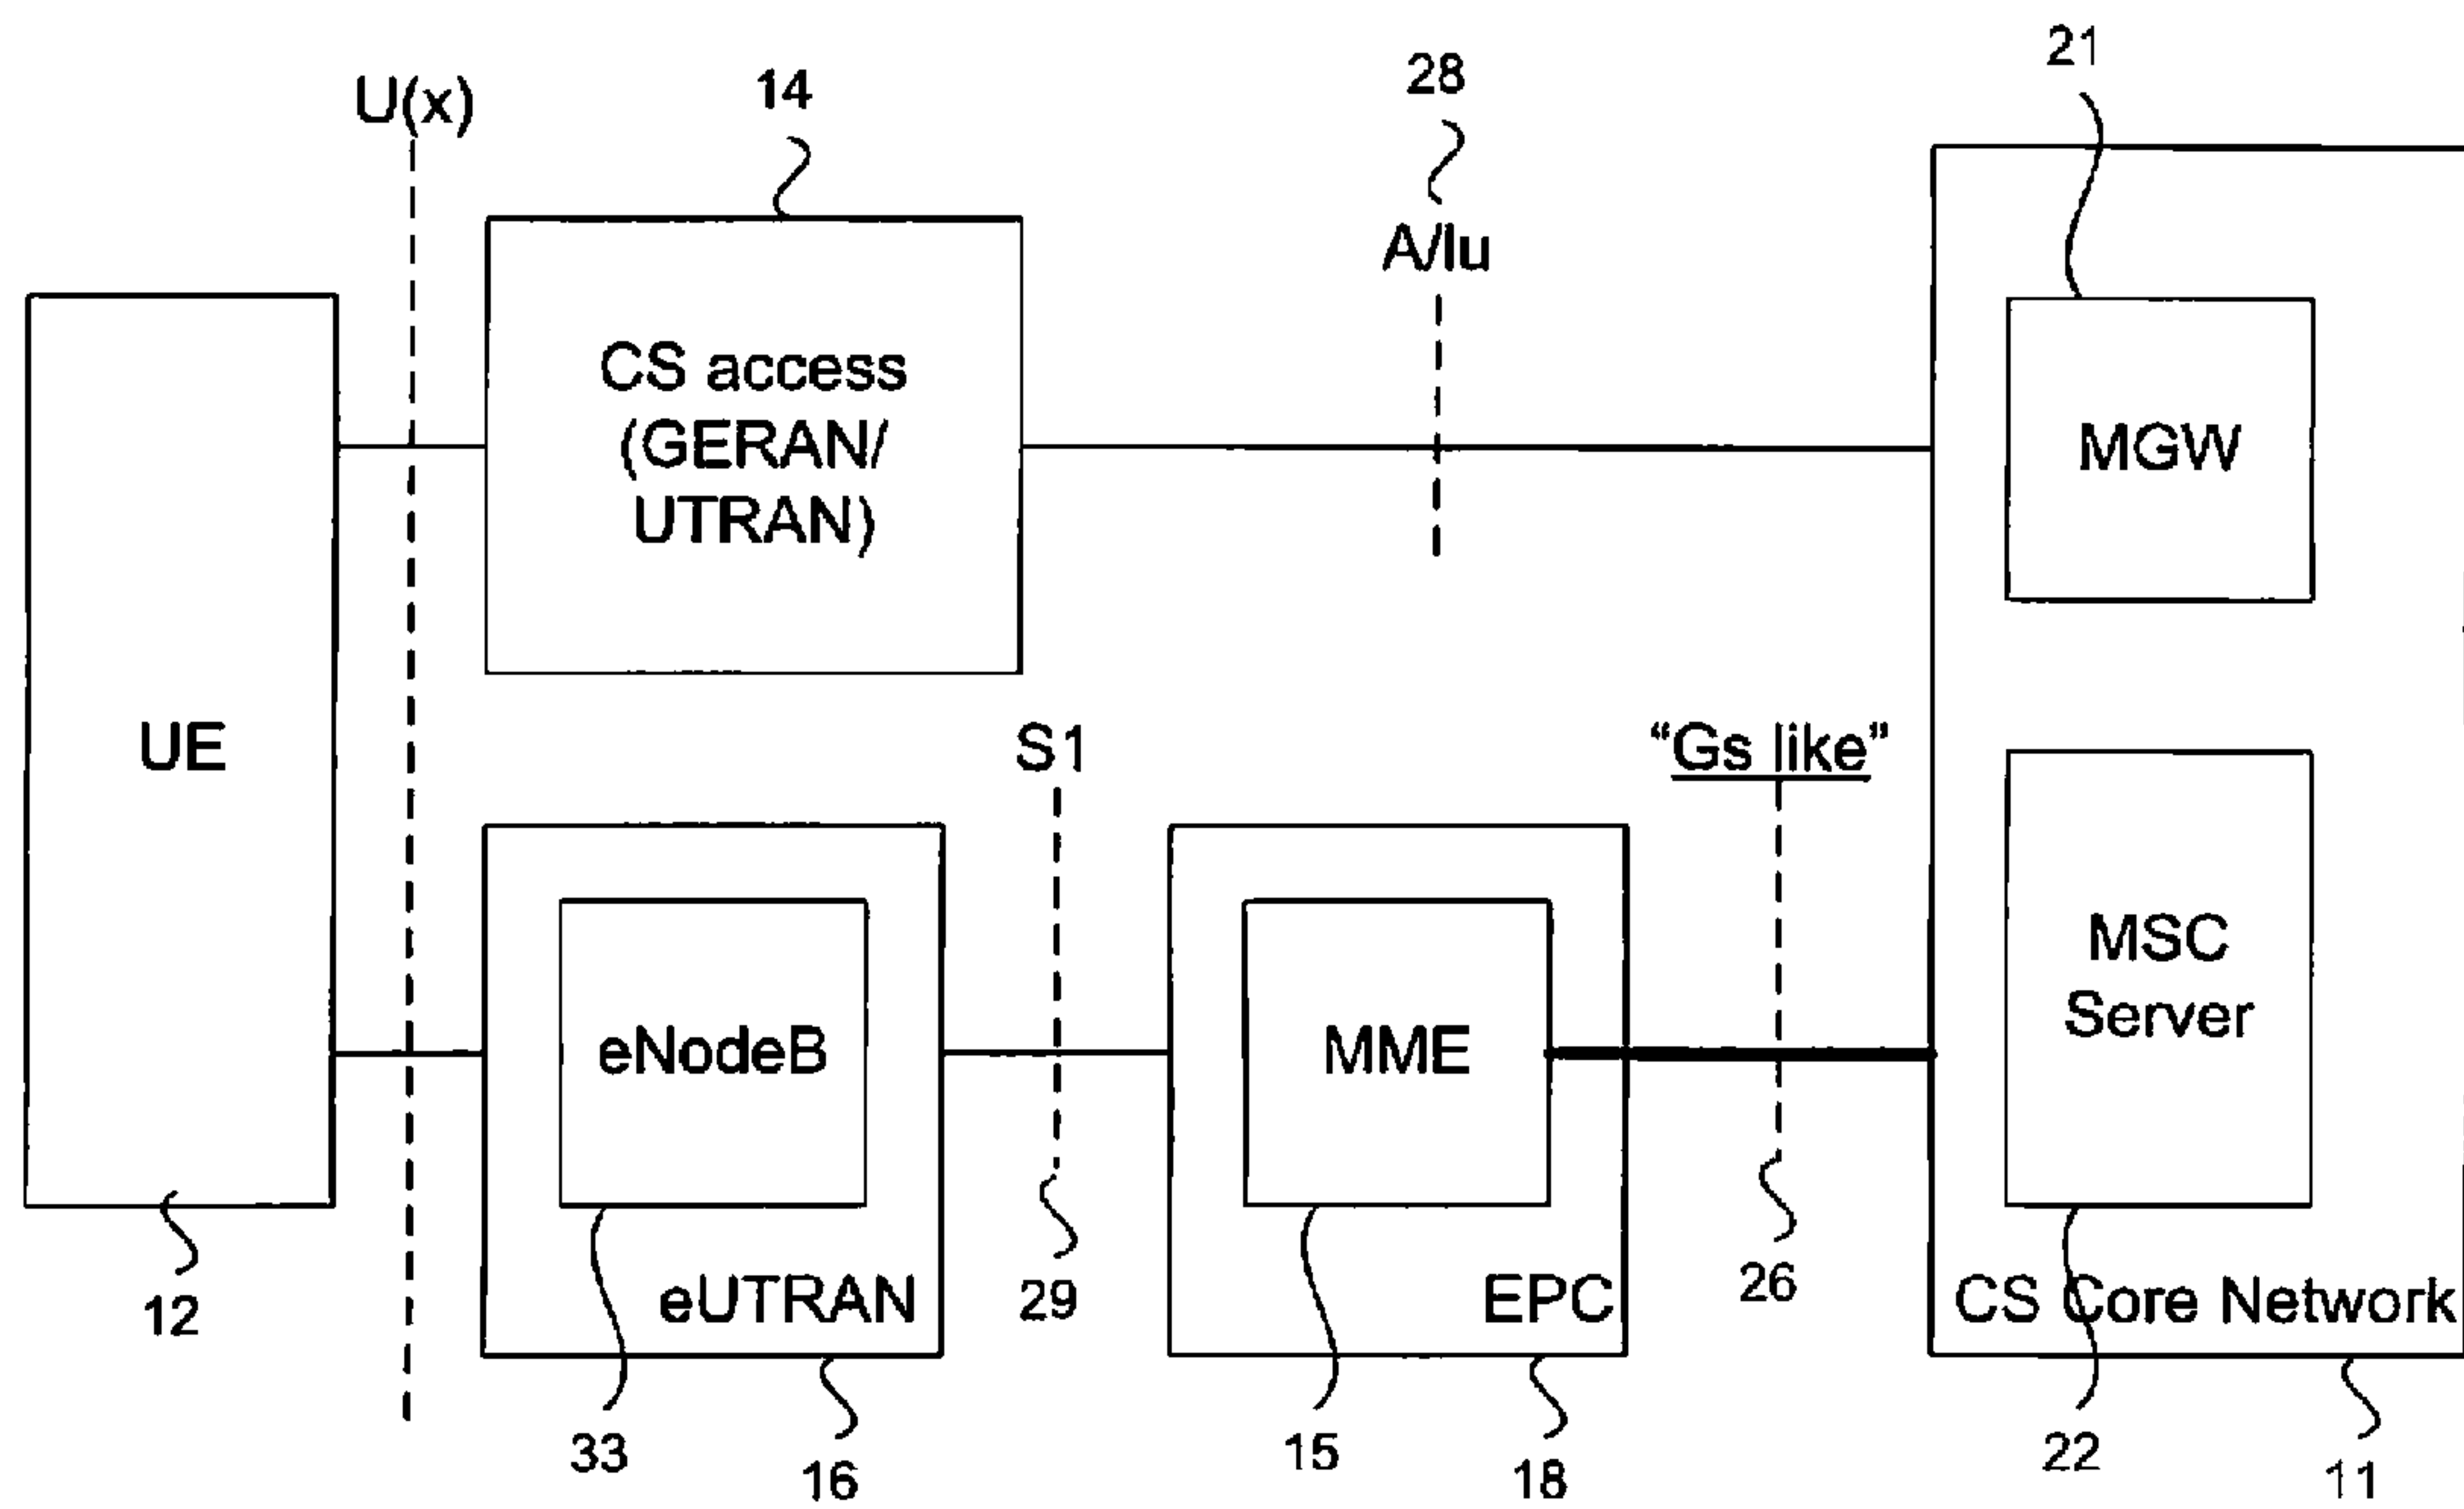 21
28
14
U(x)
A/Iu
CS access
(GERAN/
UTRAN)
MGW
UE
S1
“Gs like”
MSC
Server
eNodeB
MME
eUTRAN
EPC
CS Core Network
12
29
26
33
16
15
18
22
11